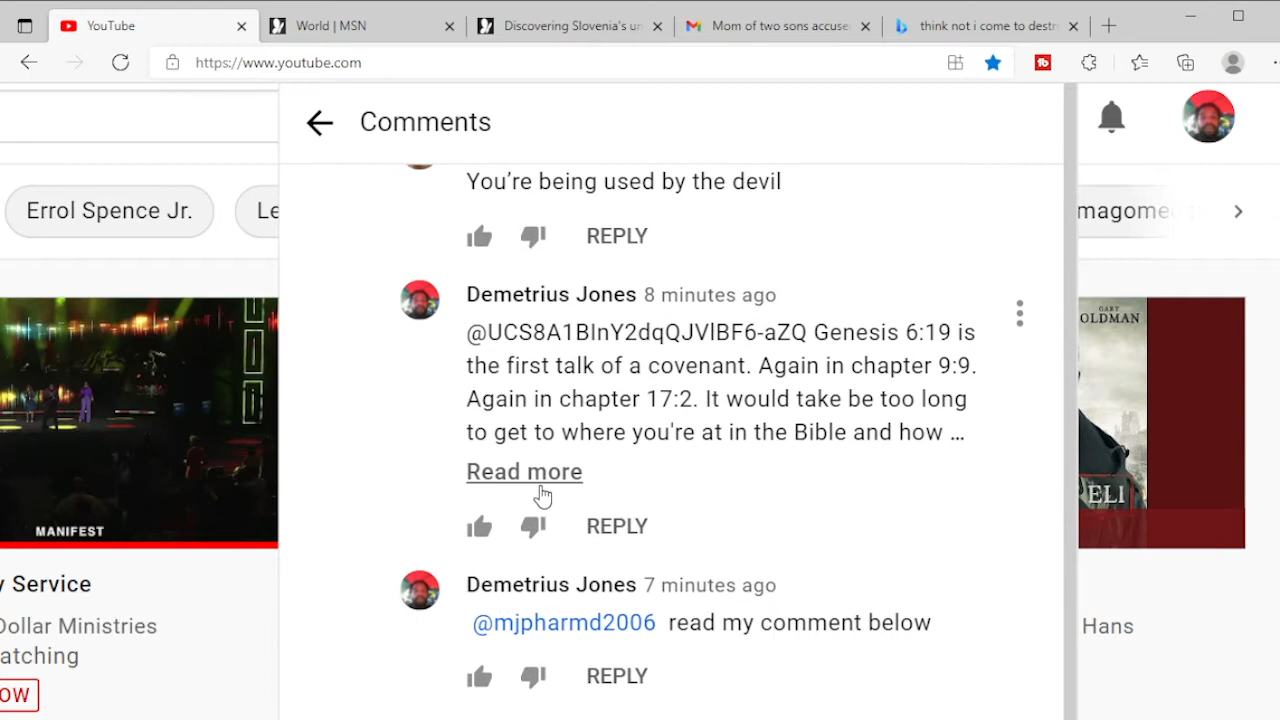 YouTube
World | MSN
Discovering Slovenia's un
Mom of two sons accuse
think not i come to destr
https://www.youtube.com
Comments
You’re being used by the devil
Errol Spence Jr.
Le
magome
REPLY
Demetrius Jones 8 minutes ago
@UCS8A1BInY2dqQJVlBF6-aZQ Genesis 6:19 is
the first talk of a covenant. Again in chapter 9:9.
Again in chapter 17:2. It would take be too long
to get to where you're at in the Bible and how ...
Read more
REPLY
GARY
OLDMAN
ELI
MANIFEST
y Service
Dollar Ministries
atching
OW
Demetrius Jones 7 minutes ago
@mjpharmd2006 read my comment below
REPLY
Hans